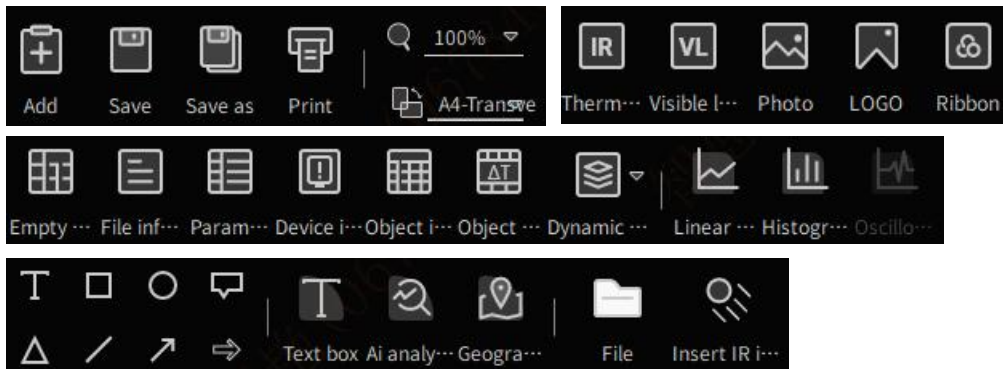 100%
Add Save Save as Print A4-Transve
IR VL
Therm··· Visible l··· Photo LOGO Ribbon
ΔT
Empty ··· File inf··· Param··· Device i··· Object i··· Object ··· Dynamic ··· Linear ··· Histogr··· Oscillo···
T
T
Text box Ai analy··· Geogra··· File Insert IR i···